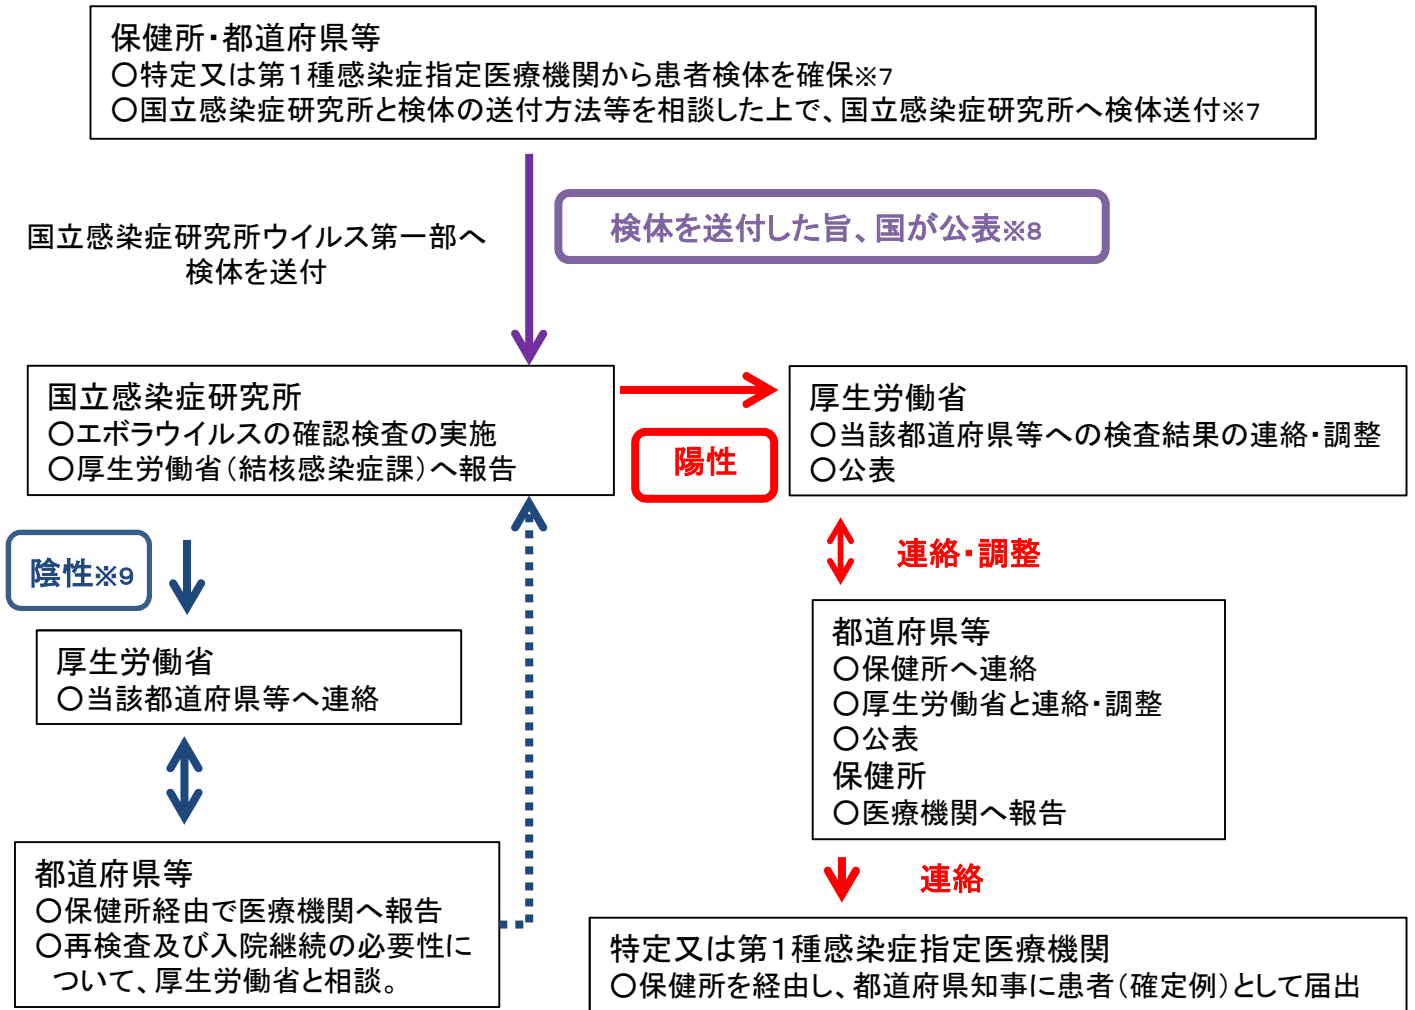 保健所・都道府県等
○特定又は第１種感染症指定医療機関から患者検体を確保※7
○国立感染症研究所と検体の送付方法等を相談した上で、国立感染症研究所へ検体送付※7
検体を送付した旨、国が公表※8
国立感染症研究所ウイルス第一部へ
検体を送付
国立感染症研究所
○エボラウイルスの確認検査の実施
○厚生労働省（結核感染症課）へ報告
陽性
厚生労働省
○当該都道府県等への検査結果の連絡・調整
○公表
陰性※9
連絡・調整
厚生労働省
○当該都道府県等へ連絡
都道府県等
○保健所へ連絡
○厚生労働省と連絡・調整
○公表
保健所
○医療機関へ報告
都道府県等
○保健所経由で医療機関へ報告
○再検査及び入院継続の必要性に
ついて、厚生労働省と相談。
連絡
特定又は第１種感染症指定医療機関
○保健所を経由し、都道府県知事に患者（確定例）として届出